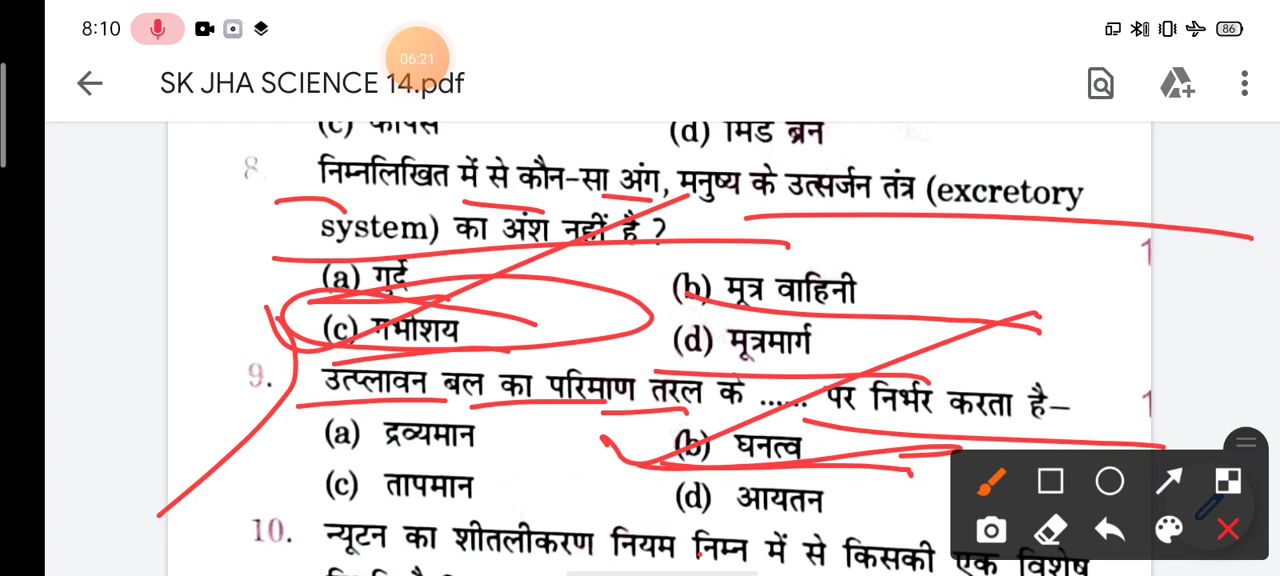 8:10
86
06:21
SK JHA SCIENCE 14.pdf
(c) फोर्पस (d) मिड ब्रेन
8. निम्नलिखित में से कौन-सा अंग, मनुष्य के उत्सर्जन तंत्र (excretory
system) का अंश नहीं है ?
1
(a) गुर्दे (b) मूत्र वाहिनी
(c) गर्भाशय (d) मूत्रमार्ग
9. उत्प्लावन बल का परिमाण तरल के ...... पर निर्भर करता है– 1
(a) द्रव्यमान (b) घनत्व
(c) तापमान (d) आयतन
10. न्यूटन का शीतलीकरण नियम निम्न में से किसकी एक विशेष